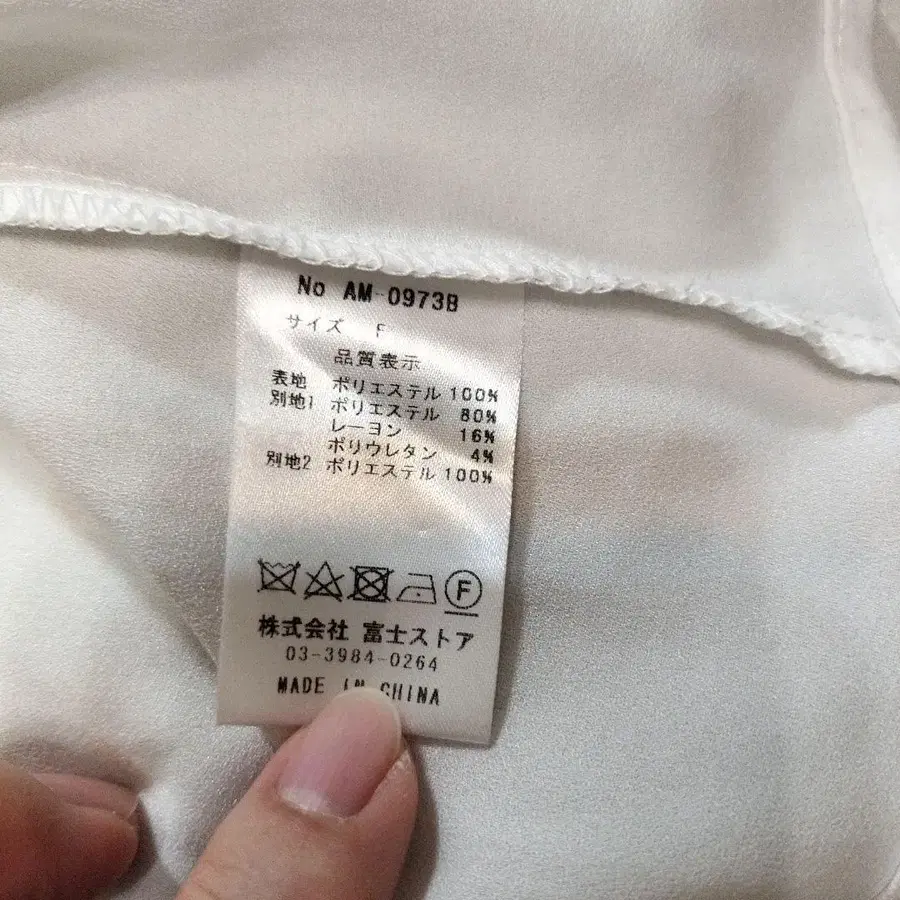 No AM-0973B
サイズ F
品質表示
表地 ポリエステル 100%
別地1 ポリエステル 80%
レーヨン 16%
ポリウレタン 4%
別地2 ポリエステル 100%
F
株式会社 富士ストア
03-3984-0264
MADE IN CHINA